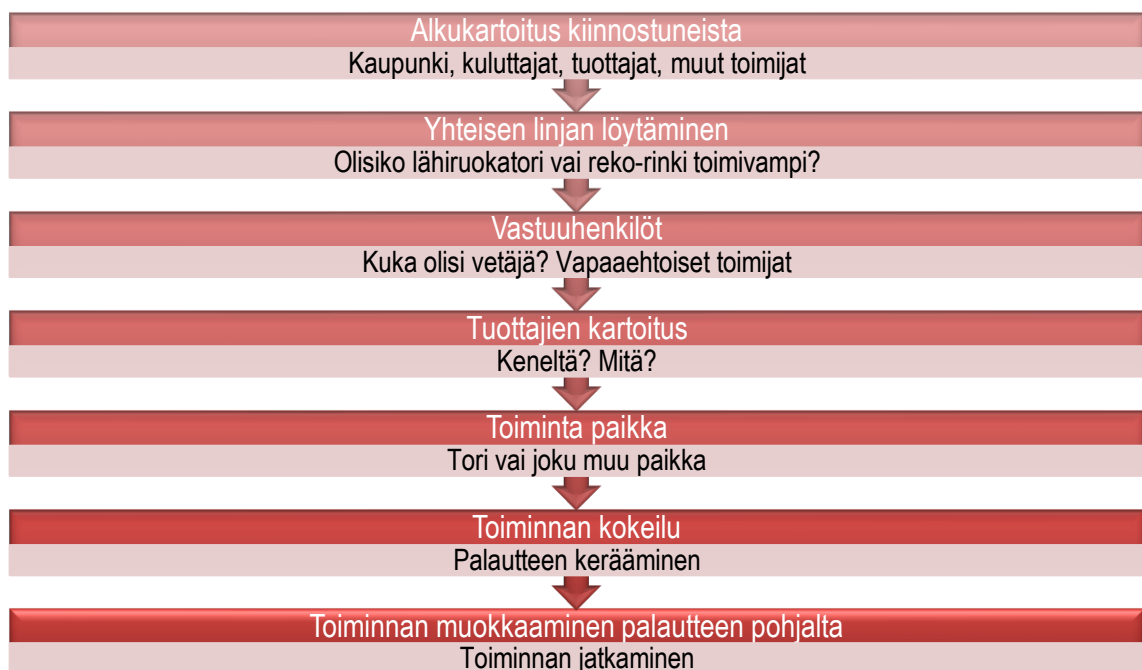 Alkukartoitus kiinnostuneista
Kaupunki, kuluttajat, tuottajat, muut toimijat
Yhteisen linjan löytäminen
Olisiko lähiruokatori vai reko-rinki toimivampi?
Vastuuhenkilöt
Kuka olisi vetäjä? Vapaaehtoiset toimijat
Tuottajien kartoitus
Keneltä? Mitä?
Toiminta paikka
Tori vai joku muu paikka
Toiminnan kokeilu
Palautteen kerääminen
Toiminnan muokkaaminen palautteen pohjalta
Toiminnan jatkaminen